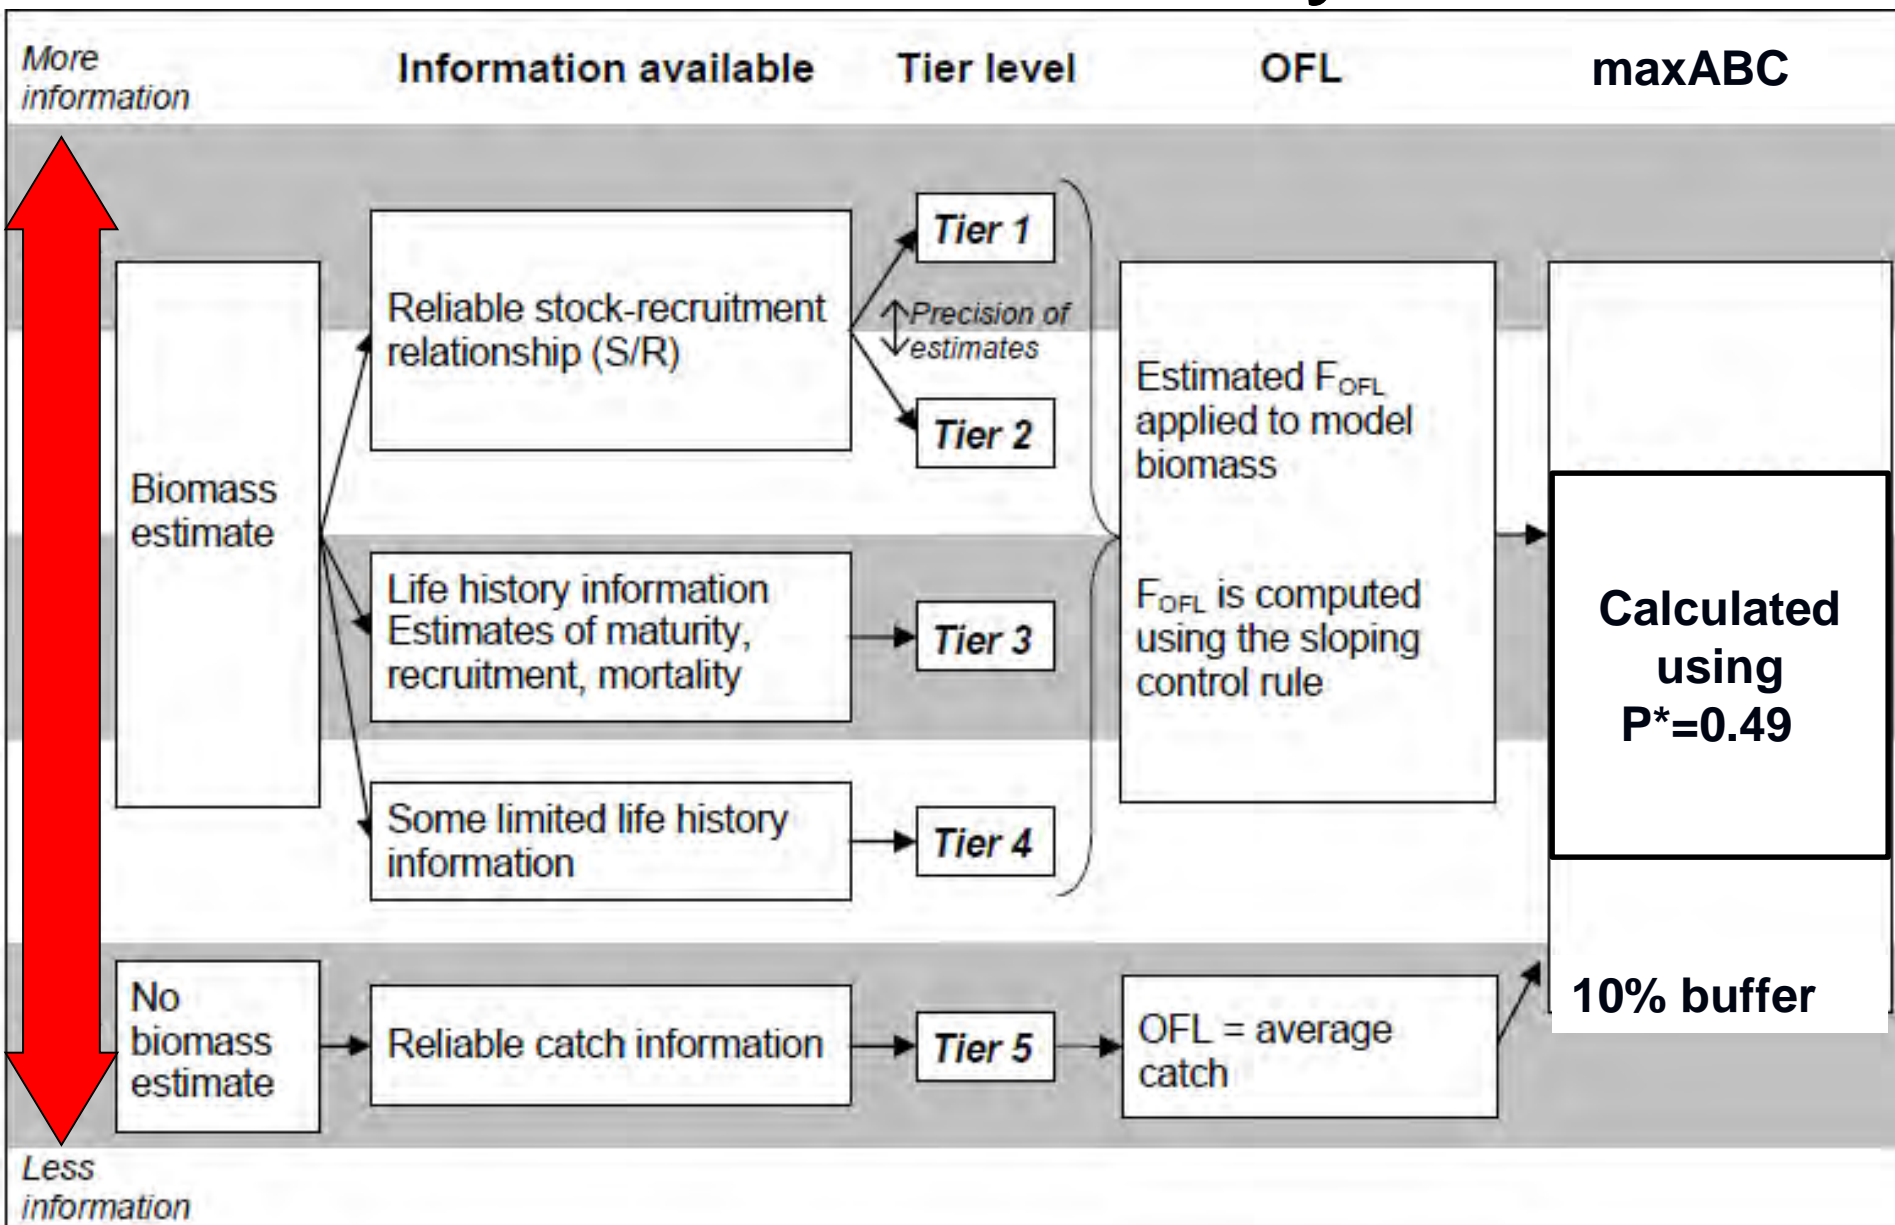 More
information
Information available
Tier level
OFL
maxABC
Biomass
estimate
Reliable stock-recruitment
relationship (S/R)
Tier 1
Precision of
estimates
Tier 2
Life history information
Estimates of maturity,
recruitment, mortality
Tier 3
Some limited life history
information
Tier 4
Estimated FOFL
applied to model
biomass
FOFL is computed
using the sloping
control rule
Calculated
using
P*=0.49
No
biomass
estimate
Reliable catch information
Tier 5
OFL = average
catch
10% buffer
Less
information